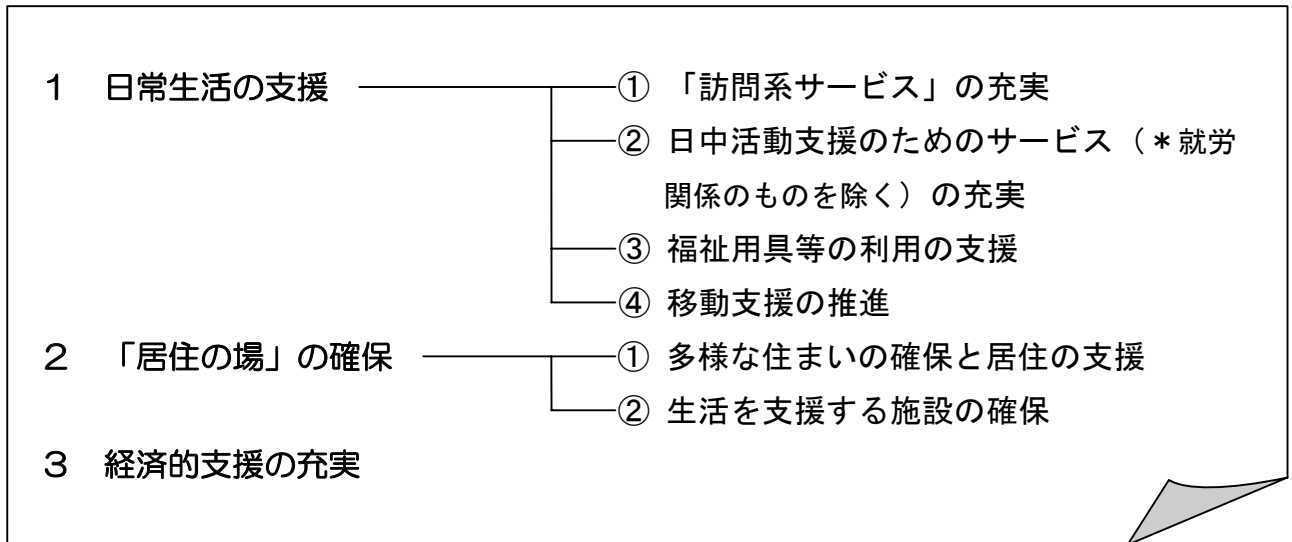 １　日常生活の支援　①　「訪問系サービス」の充実
②　日中活動支援のためのサービス（＊就労
関係のものを除く）の充実
③　福祉用具等の利用の支援
④　移動支援の推進
２　「居住の場」の確保　①　多様な住まいの確保と居住の支援
②　生活を支援する施設の確保
３　経済的支援の充実